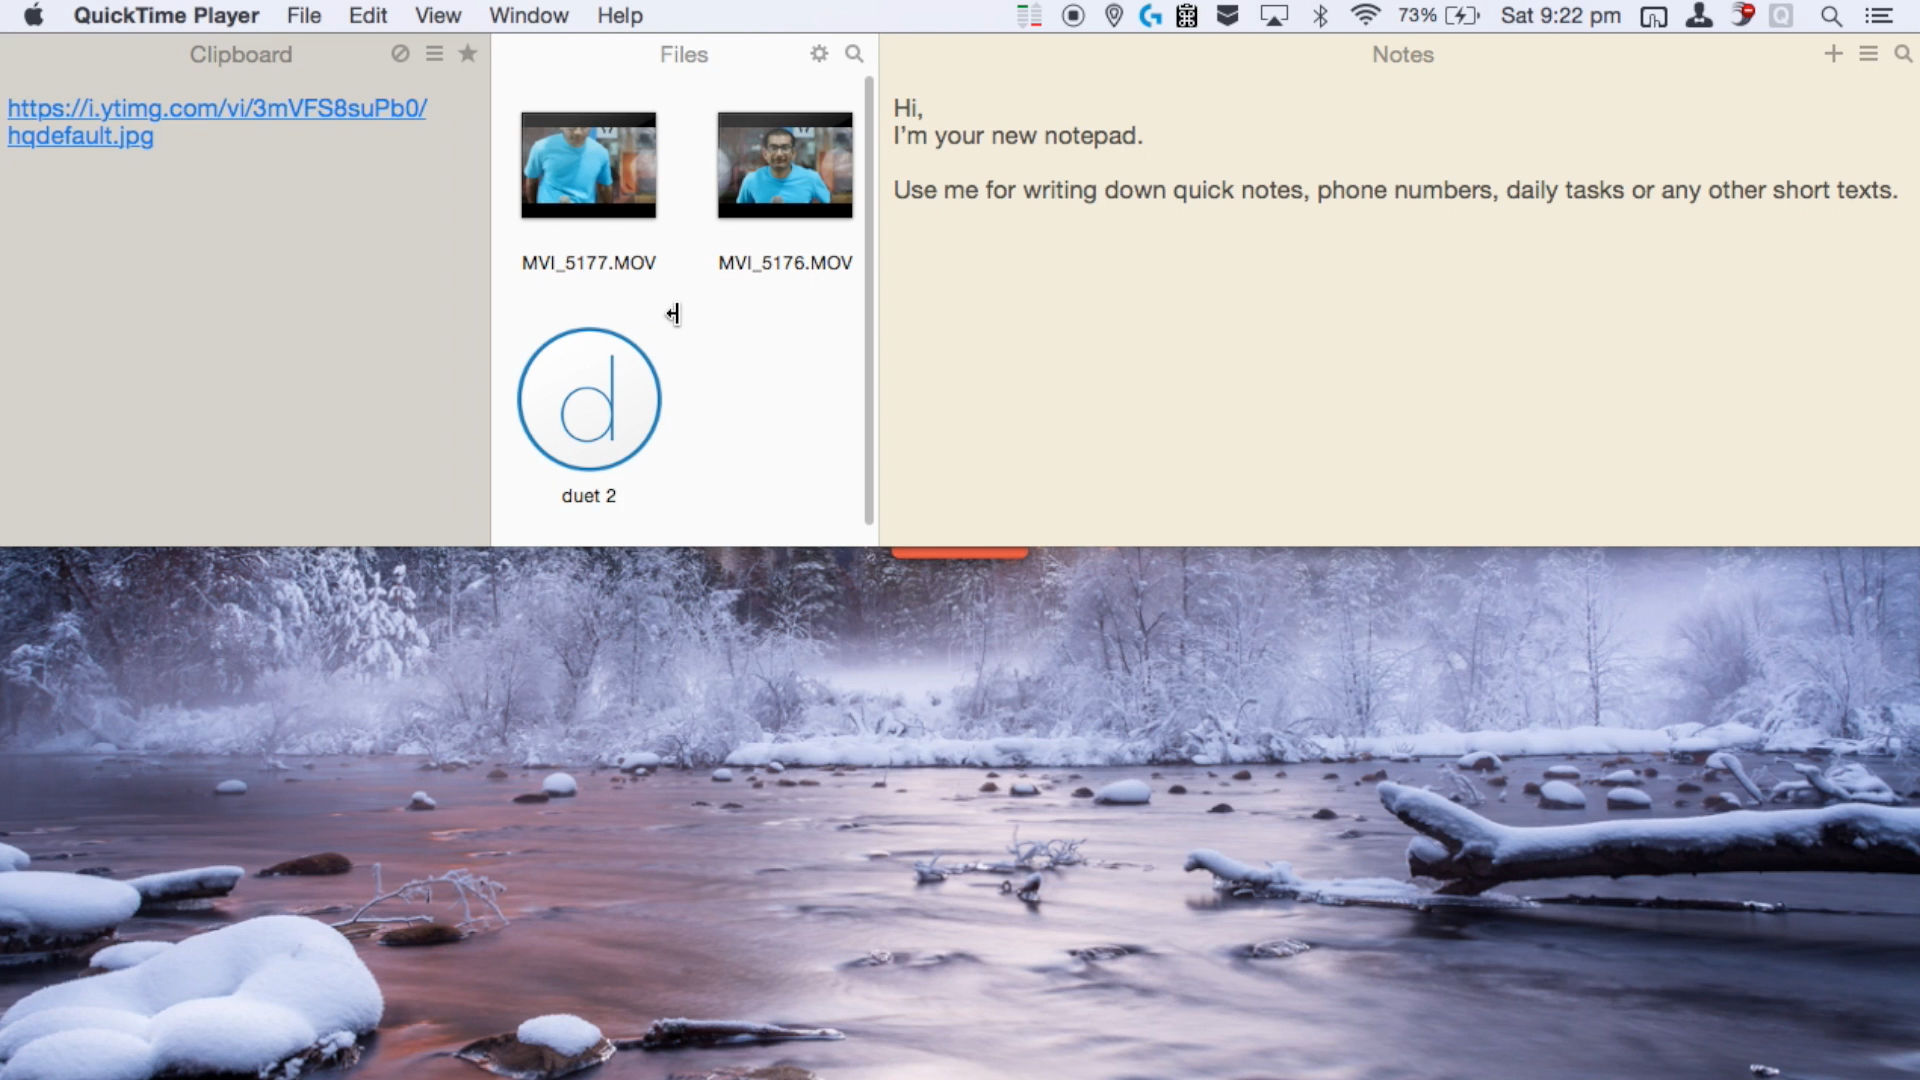 QuickTime Player File Edit View Window Help 73% Sat 9:22 pm
Clipboard
https://i.ytimg.com/vi/3mVFS8suPb0/
hqdefault.jpg
Files
MVI_5177.MOV MVI_5176.MOV
d
duet 2
Notes
Hi,
I'm your new notepad.
Use me for writing down quick notes, phone numbers, daily tasks or any other short texts.